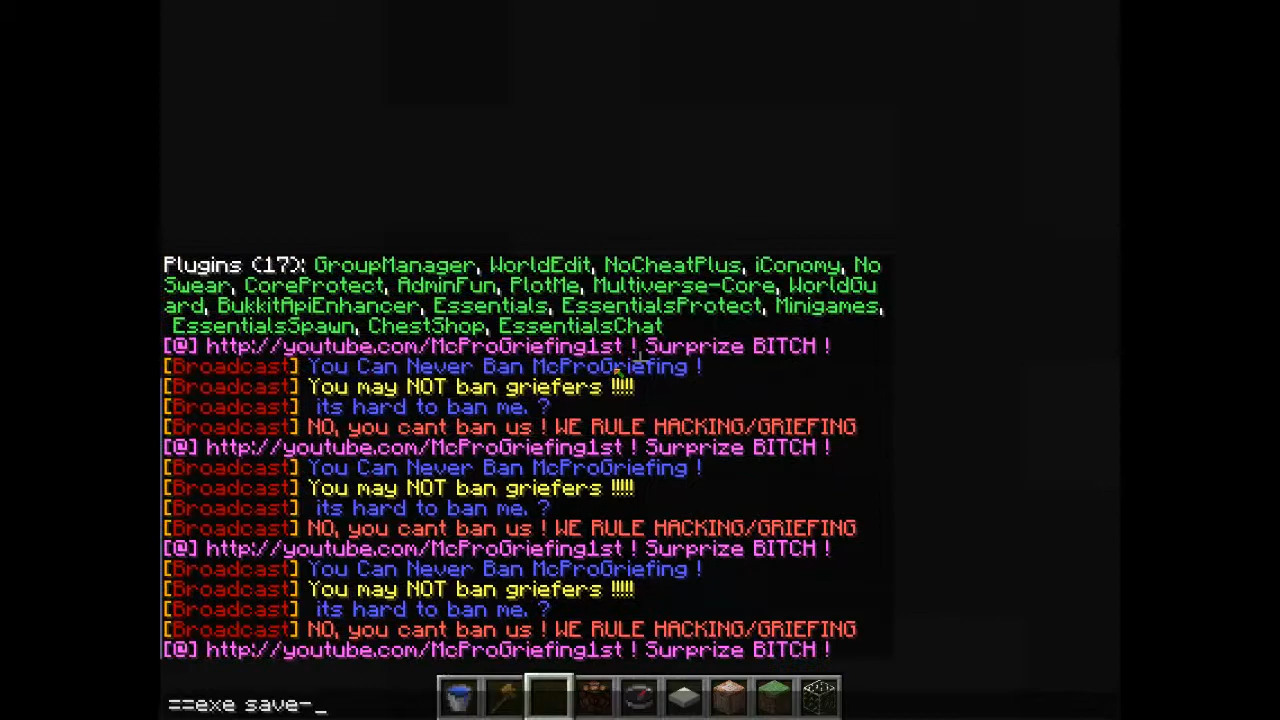 Plugins (17): GroupManager, WorldEdit, NoCheatPlus, iConomy, No
Swear, CoreProtect, AdminFun, PlotMe, Multiverse-Core, WorldGu
ard, BukkitApiEnhancer, Essentials, EssentialsProtect, Minigames,
EssentialsSpawn, ChestShop, EssentialsChat
[@] http://youtube.com/McProGriefing1st ! Surprize BITCH !
[Broadcast] You Can Never Ban McProGriefing !
[Broadcast] You may NOT ban griefers !!!!!
[Broadcast] its hard to ban me. ?
[Broadcast] NO, you cant ban us ! WE RULE HACKING/GRIEFING
[@] http://youtube.com/McProGriefing1st ! Surprize BITCH !
[Broadcast] You Can Never Ban McProGriefing !
[Broadcast] You may NOT ban griefers !!!!!
[Broadcast] its hard to ban me. ?
[Broadcast] NO, you cant ban us ! WE RULE HACKING/GRIEFING
[@] http://youtube.com/McProGriefing1st ! Surprize BITCH !
[Broadcast] You Can Never Ban McProGriefing !
[Broadcast] You may NOT ban griefers !!!!!
[Broadcast] its hard to ban me. ?
[Broadcast] NO, you cant ban us ! WE RULE HACKING/GRIEFING
[@] http://youtube.com/McProGriefing1st ! Surprize BITCH !
==exe save-_